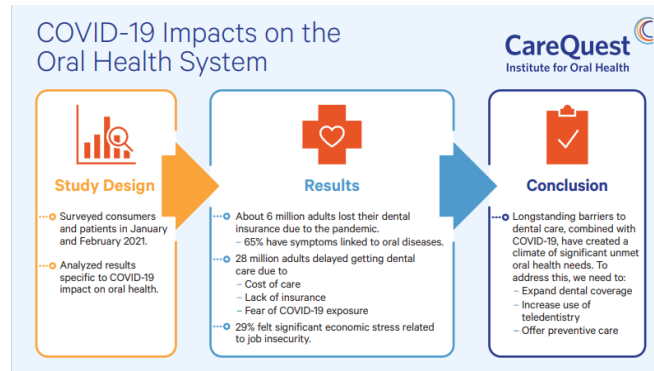 COVID-19 Impacts on the
Oral Health System
CareQuest
Institute for Oral Health
Study Design
Surveyed consumers
and patients in January
and February 2021.
Analyzed results
specific to COVID-19
impact on oral health.
Results
About 6 million adults lost their dental
insurance due to the pandemic.
– 65% have symptoms linked to oral diseases.
28 million adults delayed getting dental
care due to
– Cost of care
– Lack of insurance
– Fear of COVID-19 exposure
29% felt significant economic stress related
to job insecurity.
Conclusion
Longstanding barriers to
dental care, combined with
COVID-19, have created a
climate of significant unmet
oral health needs. To
address this, we need to:
– Expand dental coverage
– Increase use of
teledentistry
– Offer preventive care